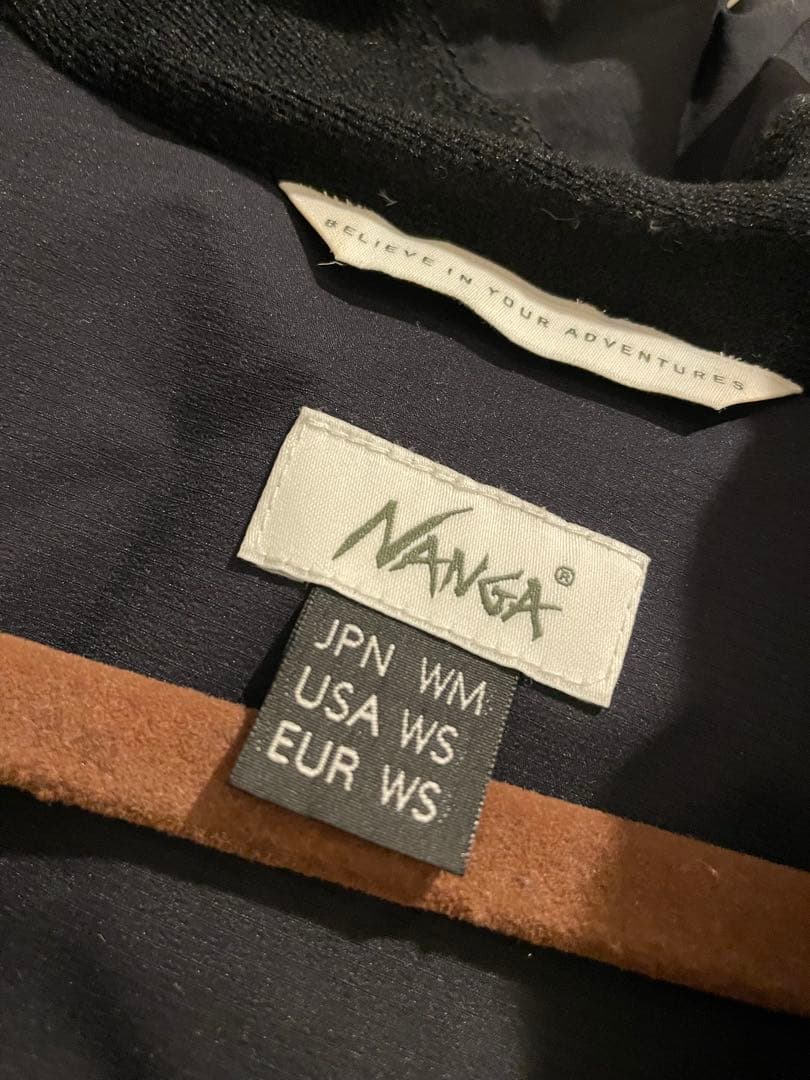 BELIEVE IN YOUR ADVENTURES
NANGA®
JPN WM
USA WS
EUR WS